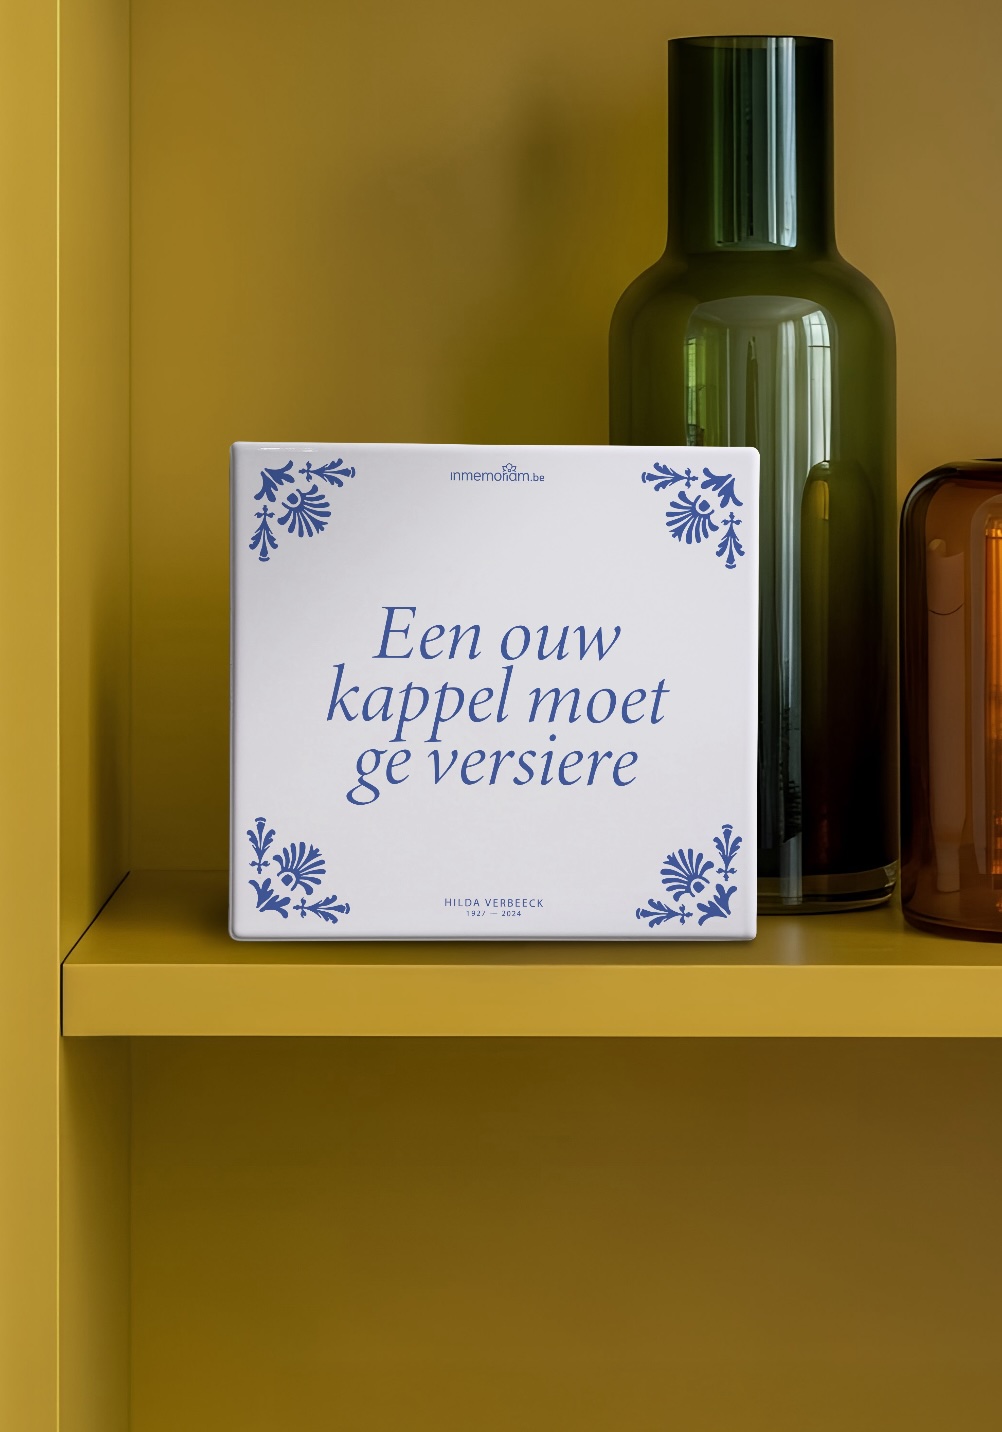 inmemoriam.be
Een ouw
kappel moet
ge versiere
HILDA VERBEECK
1927 — 2024